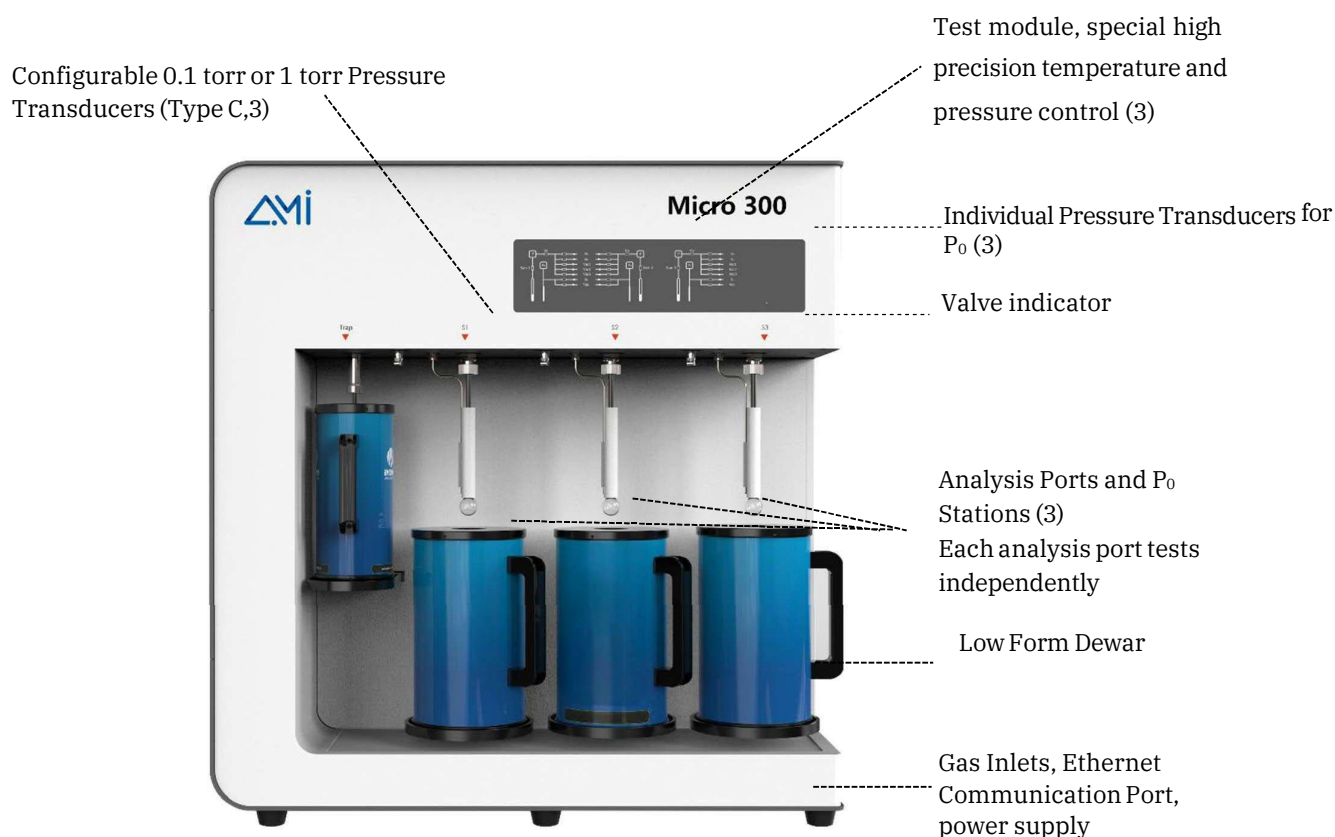 Test module, special high
precision temperature and
pressure control (3)
Configurable 0.1 torr or 1 torr Pressure
Transducers (Type C,3)
AMi
Micro 300
Individual Pressure Transducers for
P₀ (3)
Valve indicator
Trap
S1
S2
S3
Analysis Ports and P₀
Stations (3)
Each analysis port tests
independently
Low Form Dewar
Gas Inlets, Ethernet
Communication Port,
power supply